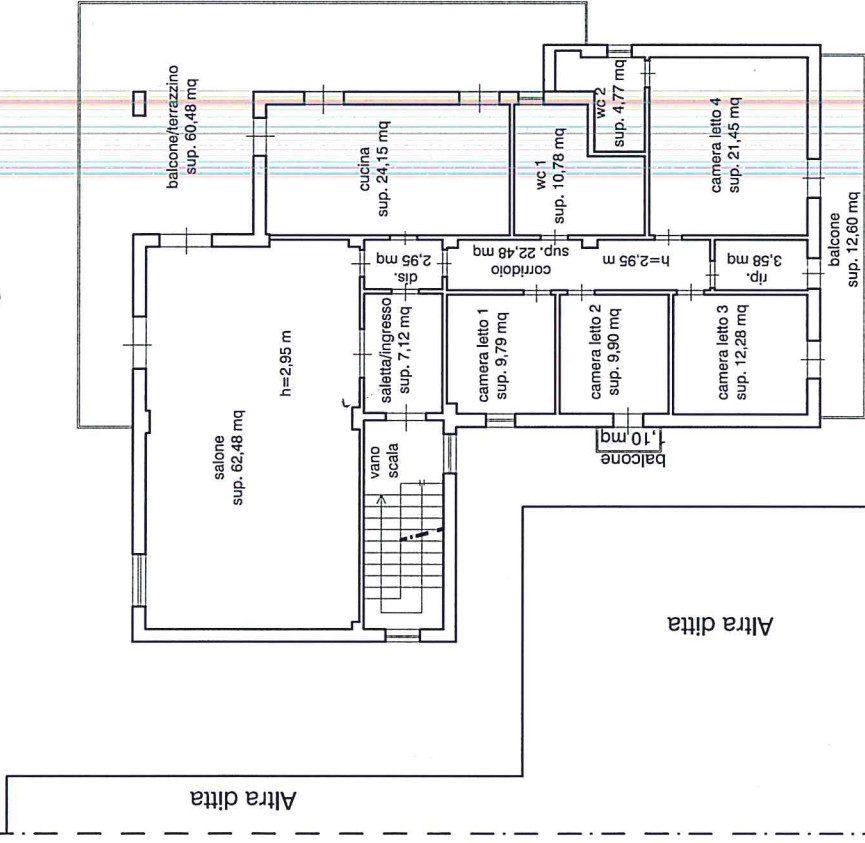 balcone/terrazzino
sup. 60,48 mq
cucina
sup. 24,15 mq
wc 1
sup. 10,78 mq
wc 2
sup. 4,77 mq
camera letto 4
sup. 21,45 mq
balcone
sup. 12,60 mq
salone
sup. 62,48 mq
h=2,95 m
dis.
2,95 mq
corridoio
sup. 22,48 mq
h=2,95 m
rip.
3,58 mq
saletta/ingresso
sup. 7,12 mq
camera letto 1
sup. 9,79 mq
camera letto 2
sup. 9,90 mq
camera letto 3
sup. 12,28 mq
vano
scala
balcone
1,10 mq
Altra ditta
Altra ditta